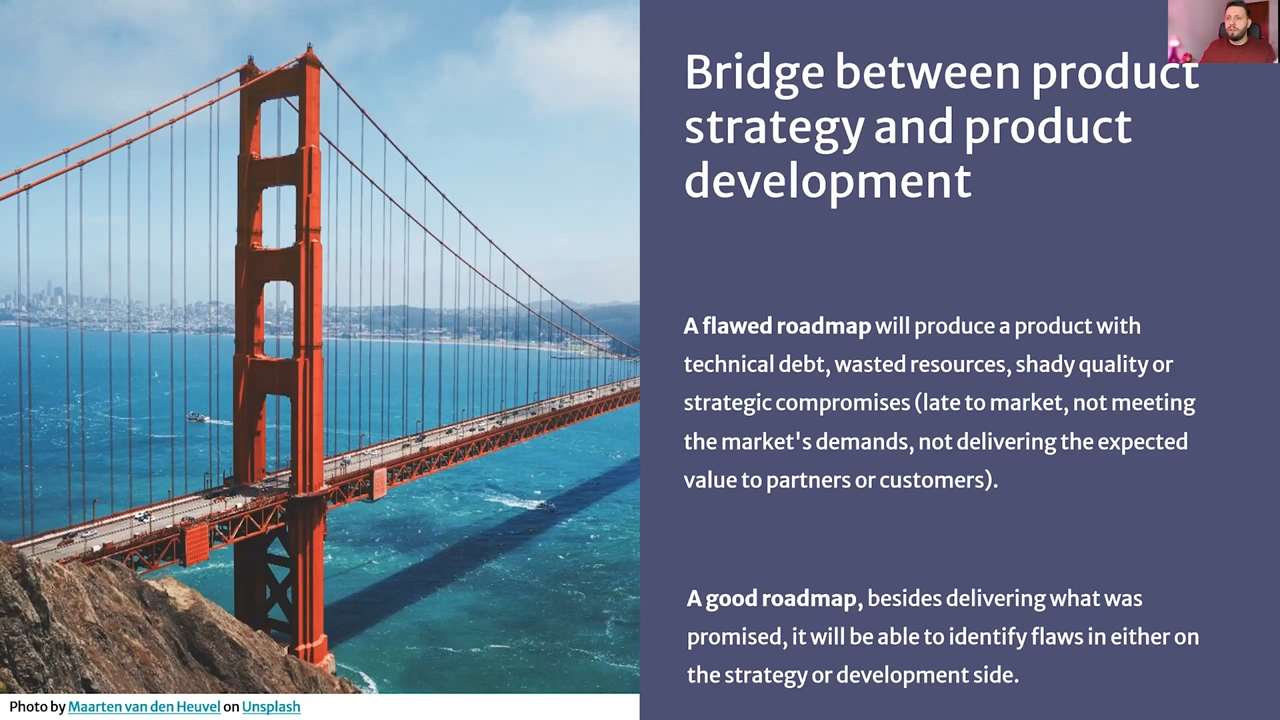 Bridge between product
strategy and product
development
A flawed roadmap will produce a product with
technical debt, wasted resources, shady quality or
strategic compromises (late to market, not meeting
the market's demands, not delivering the expected
value to partners or customers).
A good roadmap, besides delivering what was
promised, it will be able to identify flaws in either on
the strategy or development side.
Photo by Maarten van den Heuvel on Unsplash